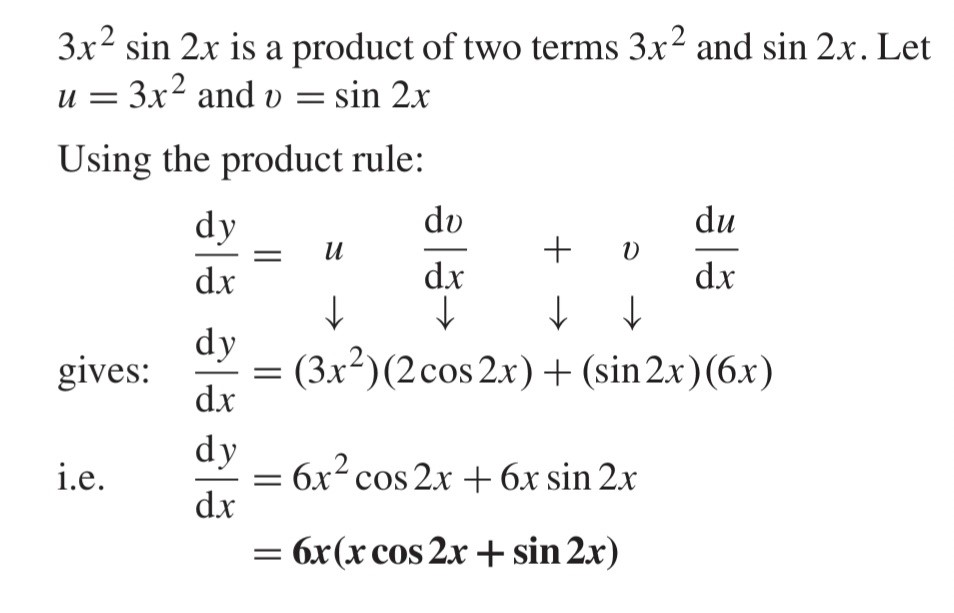 3x² sin 2x is a product of two terms 3x² and sin 2x. Let
u = 3x² and v = sin 2x
Using the product rule:
dy/dx = u dv/dx + v du/dx
↓ ↓ ↓ ↓
gives: dy/dx = (3x²)(2 cos 2x) + (sin 2x)(6x)
i.e. dy/dx = 6x² cos 2x + 6x sin 2x
= 6x(x cos 2x + sin 2x)